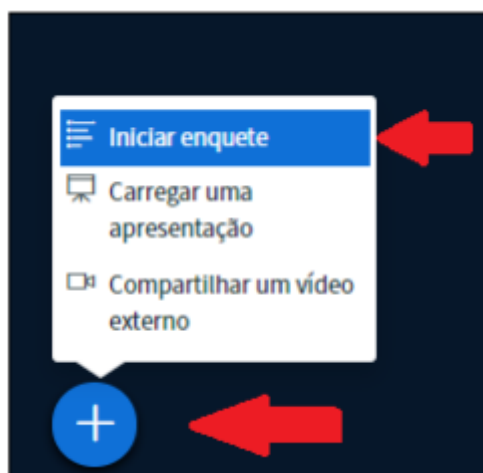 Iniciar enquete
Carregar uma
apresentação
Compartilhar um vídeo
externo